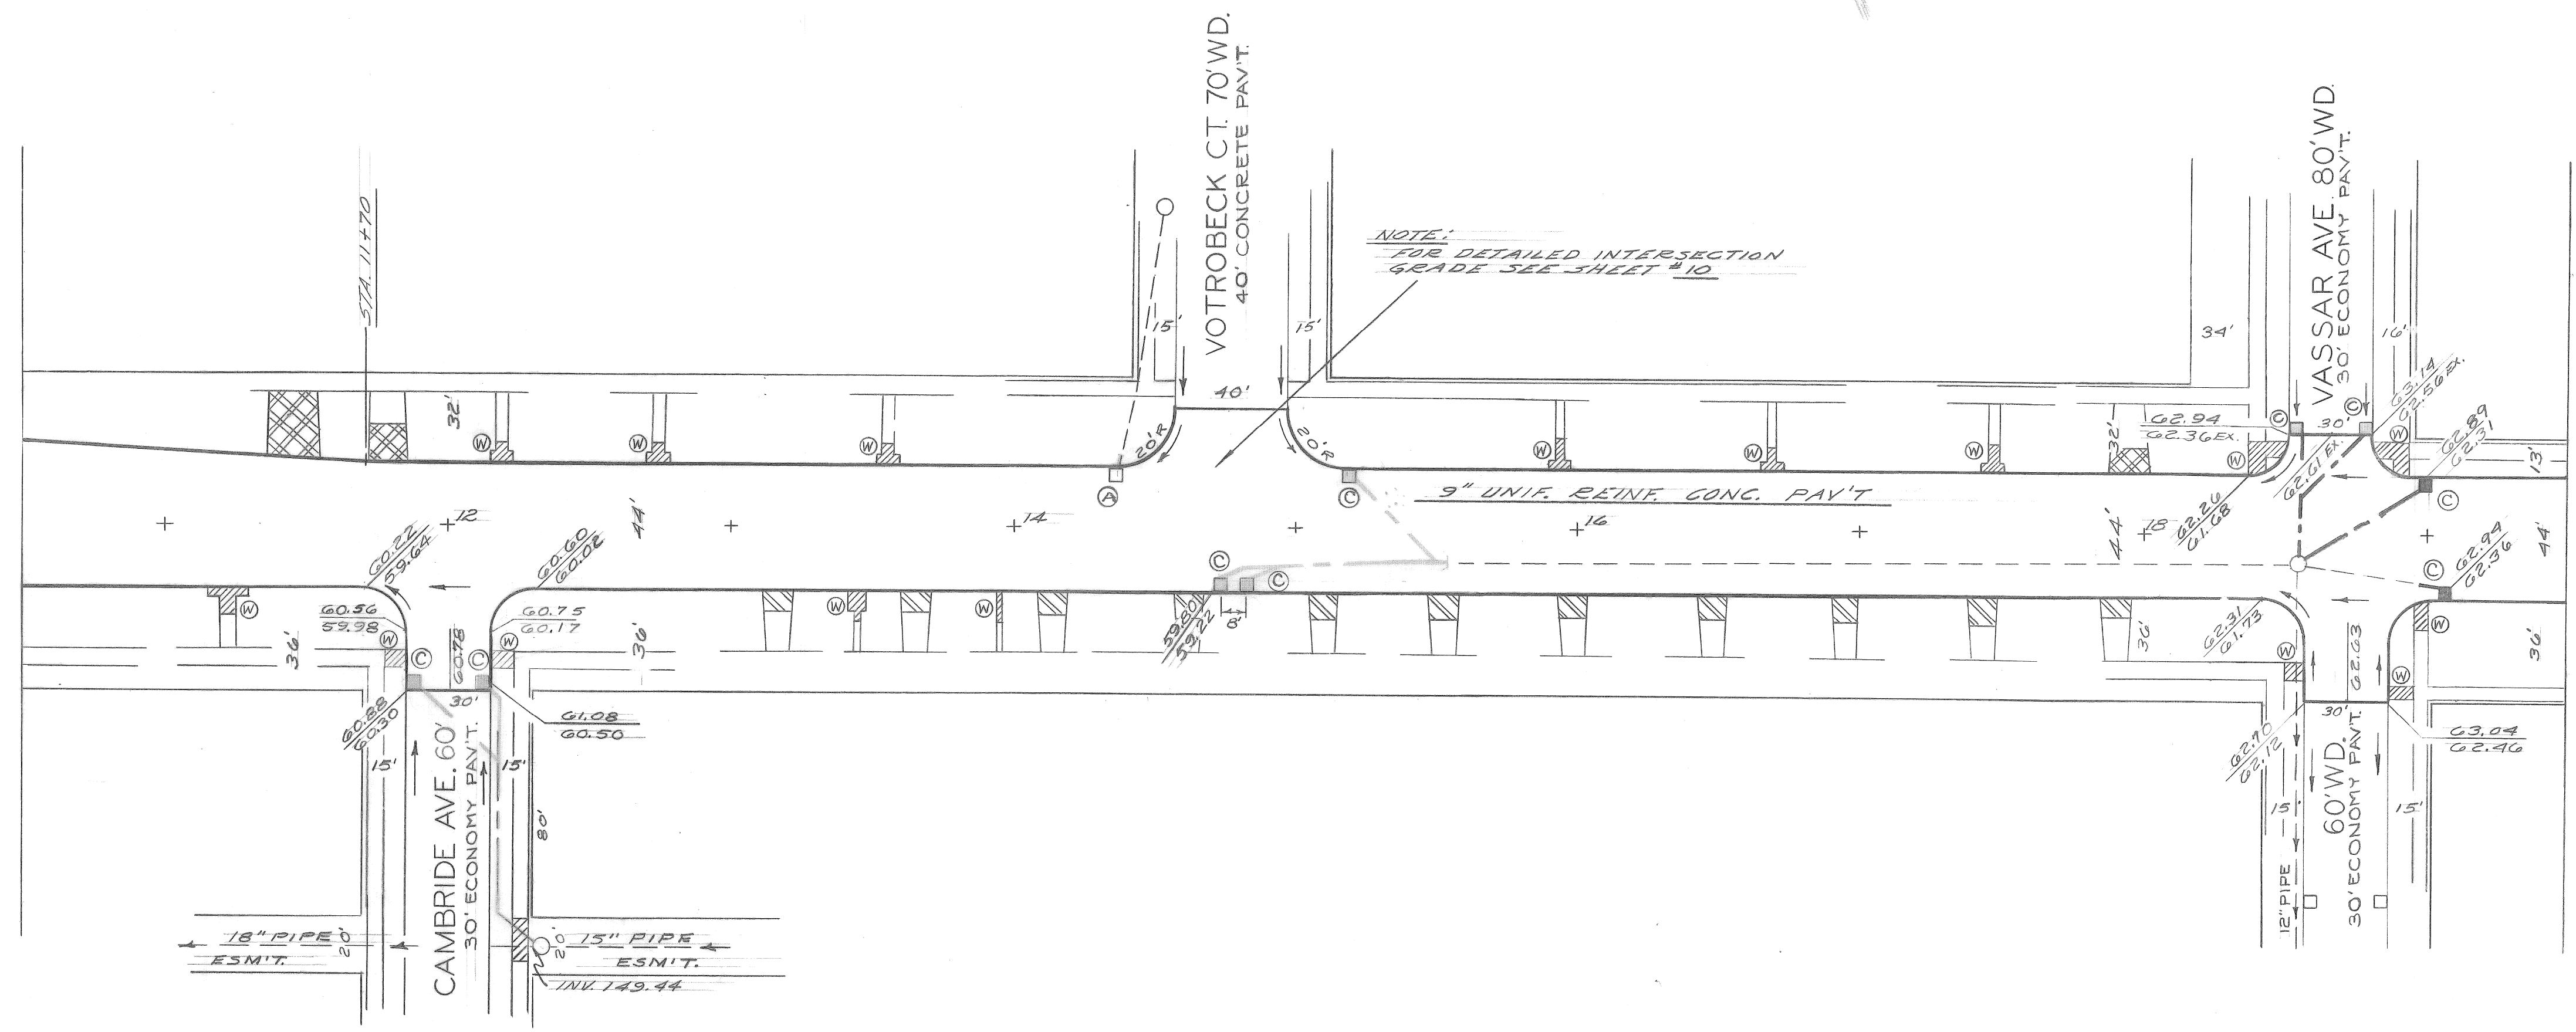 VOTROBECK CT. 70'WD.
40' CONCRETE PAV'T.
VASSAR AVE. 80'WD.
30' ECONOMY PAV'T.
STA. 11+70
NOTE:
FOR DETAILED INTERSECTION
GRADE SEE SHEET #10
15'
15'
34'
16'
40'
32'
20'R
20'R
32'
62.94
62.36EX.
30'
63.14
62.56EX.
62.89
62.31
62.61 EX.
13'
W
W
W
W
W
W
W
W
C
C
C
A
C
9" UNIF. REINF. CONC. PAV'T
12
14
16
18
44'
44'
44'
62.26
61.68
60.22
59.64
60.60
60.02
62.94
62.36
C
C
C
60.56
59.98
60.75
60.17
60.78
W
W
W
W
W
C
C
36'
36'
59.80
59.22
8'
62.31
61.73
62.63
36'
36'
W
W
W
60.88
60.30
30'
61.08
60.50
62.70
62.12
30'
63.04
62.46
15'
15'
80'
15'
15'
CAMBRIDE AVE. 60'
30' ECONOMY PAV'T.
60'WD.
30' ECONOMY PAV'T.
12" PIPE
18" PIPE
ESM'T.
20'
20'
15" PIPE
ESM'T.
INV. 149.44